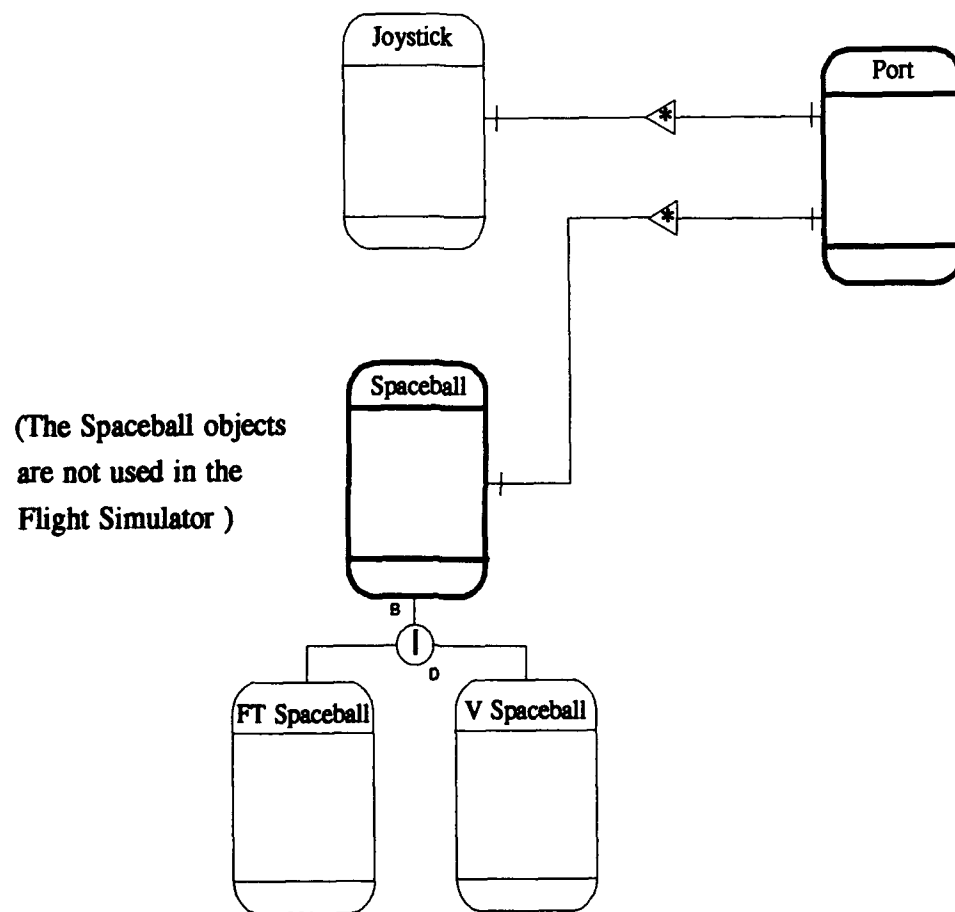 Joystick
Port
*
*
Spaceball
(The Spaceball objects
are not used in the
Flight Simulator )
B
I
D
FT Spaceball
V Spaceball